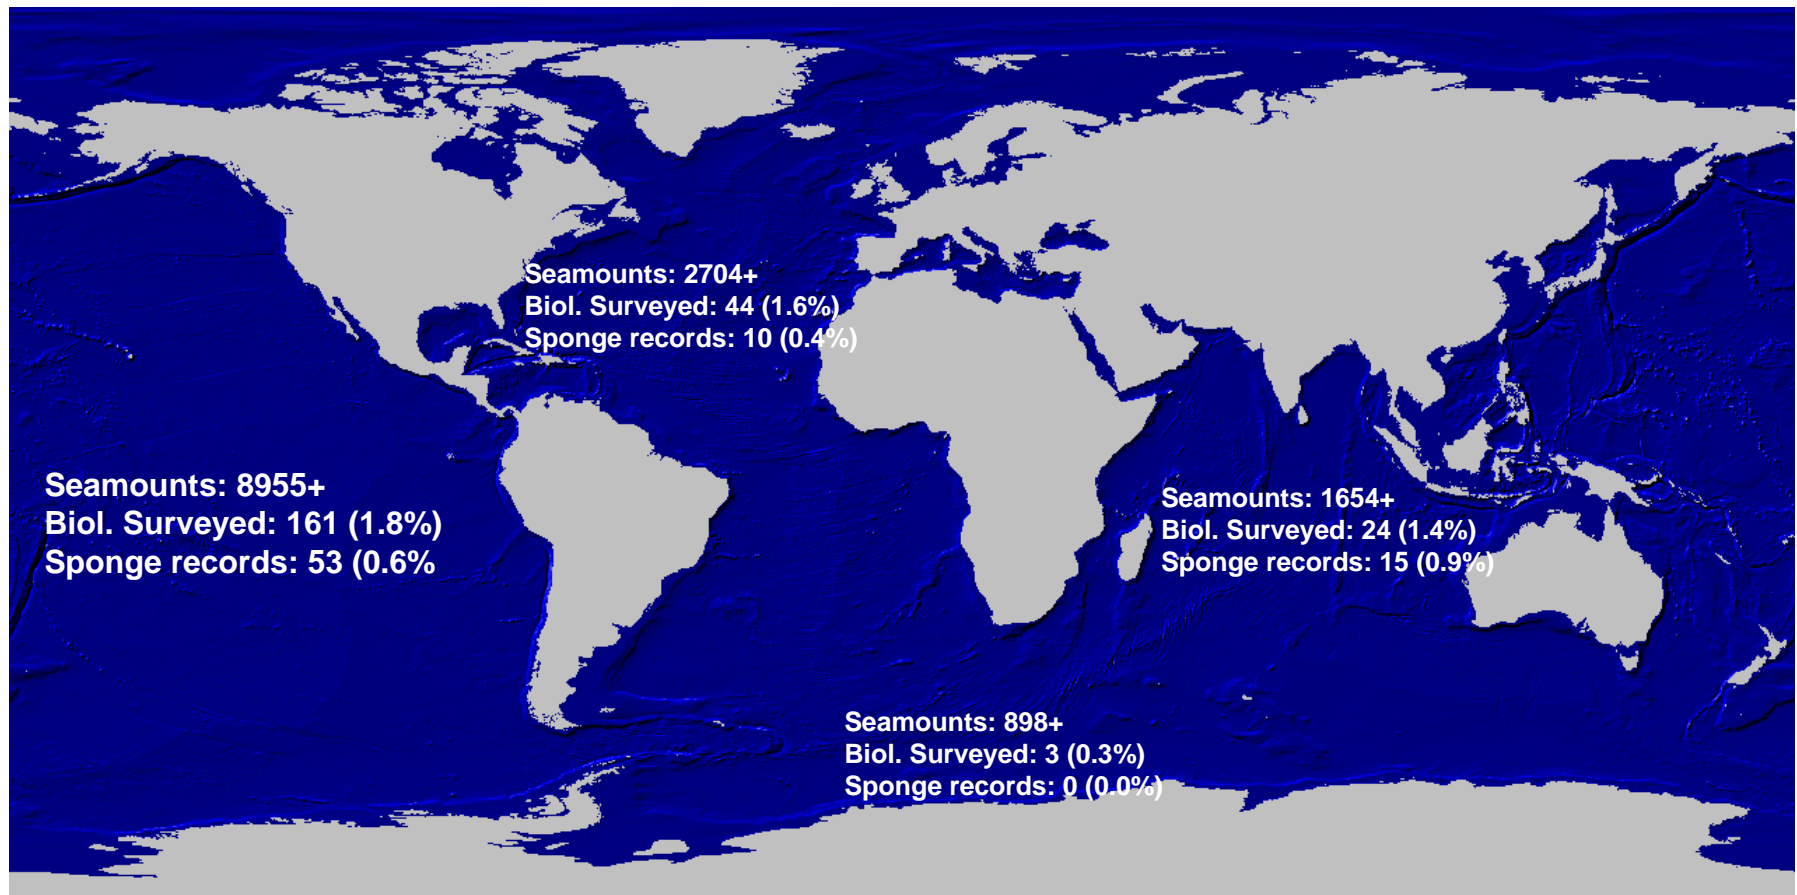 Seamounts: 2704+
Biol. Surveyed: 44 (1.6%)
Sponge records: 10 (0.4%)
Seamounts: 8955+
Biol. Surveyed: 161 (1.8%)
Sponge records: 53 (0.6%
Seamounts: 1654+
Biol. Surveyed: 24 (1.4%)
Sponge records: 15 (0.9%)
Seamounts: 898+
Biol. Surveyed: 3 (0.3%)
Sponge records: 0 (0.0%)